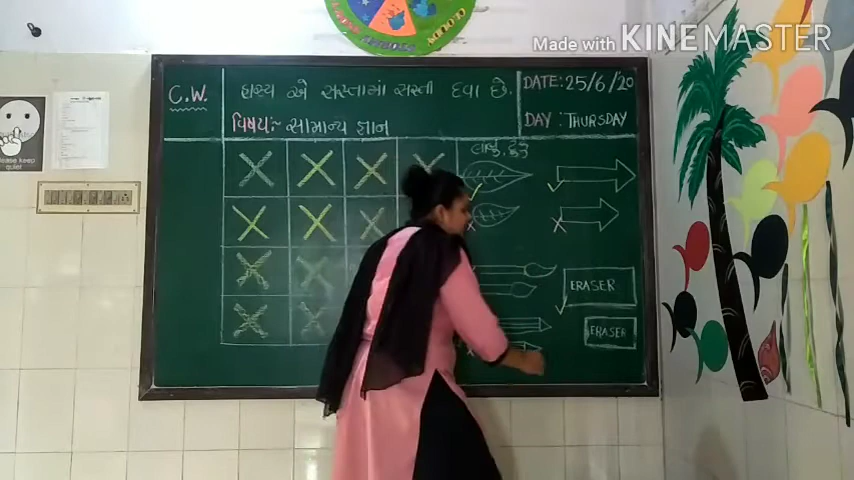 Made with KINEMASTER
C.W.
હાસ્ય એ સસ્તામાં સસ્તી દવા છે.
DATE: 25/6/20
વિષય:- સામાન્ય જ્ઞાન
DAY : THURSDAY
ERASER
ERASER